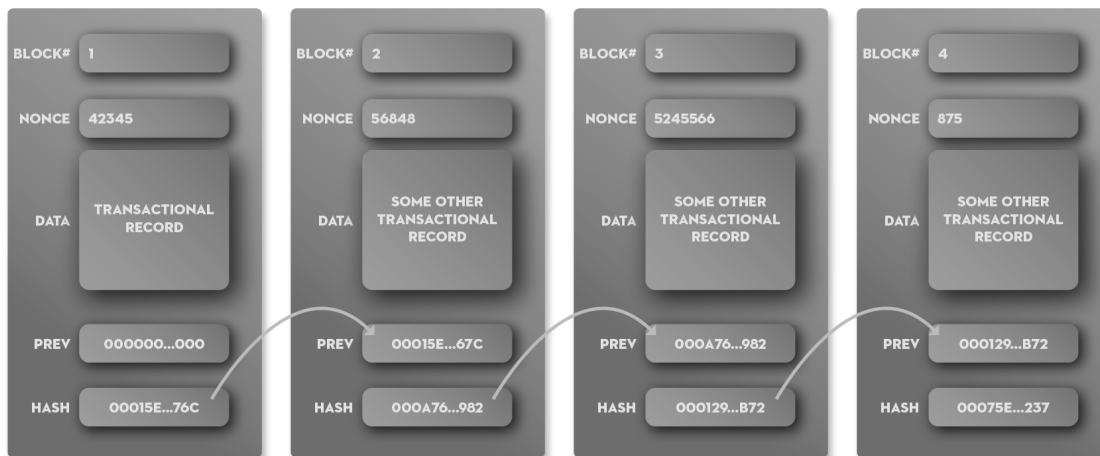 BLOCK# 1
NONCE 42345
DATA
TRANSACTIONAL
RECORD
PREV 000000...000
HASH 00015E...76C
BLOCK# 2
NONCE 56848
DATA
SOME OTHER
TRANSACTIONAL
RECORD
PREV 00015E...67C
HASH 000A76...982
BLOCK# 3
NONCE 5245566
DATA
SOME OTHER
TRANSACTIONAL
RECORD
PREV 000A76...982
HASH 000129...B72
BLOCK# 4
NONCE 875
DATA
SOME OTHER
TRANSACTIONAL
RECORD
PREV 000129...B72
HASH 00075E...237